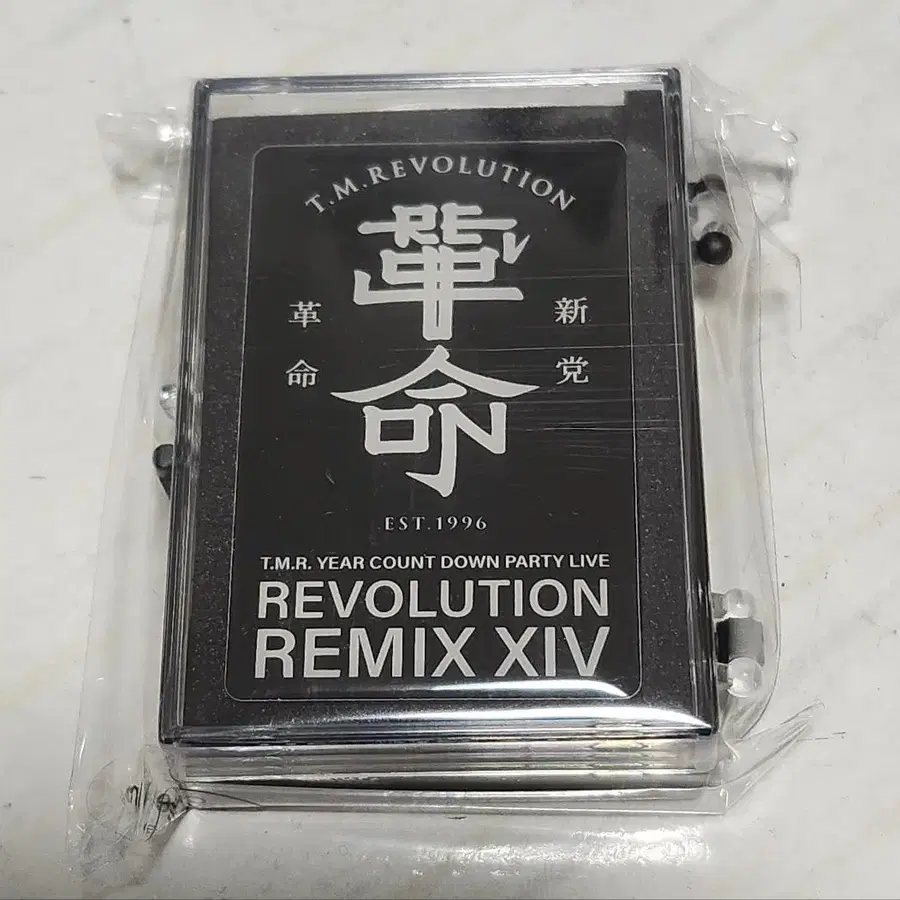 T.M.REVOLUTION
革命
新党
革命
EST.1996
T.M.R. YEAR COUNT DOWN PARTY LIVE
REVOLUTION
REMIX XIV